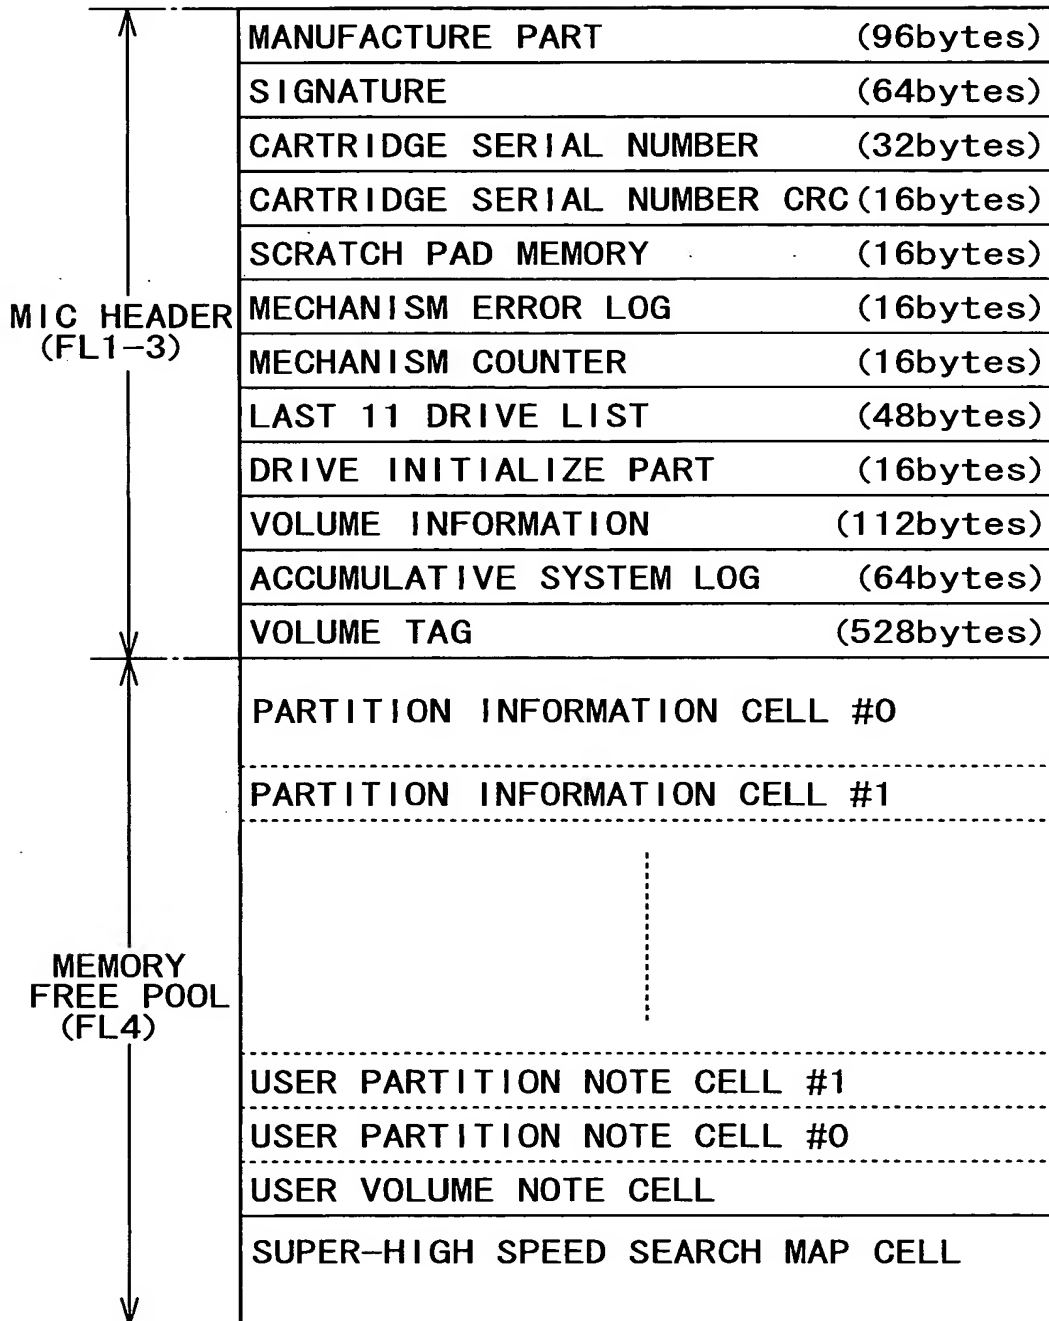 MANUFACTURE PART (96bytes)
SIGNATURE (64bytes)
CARTRIDGE SERIAL NUMBER (32bytes)
CARTRIDGE SERIAL NUMBER CRC (16bytes)
SCRATCH PAD MEMORY (16bytes)
MECHANISM ERROR LOG (16bytes)
MECHANISM COUNTER (16bytes)
LAST 11 DRIVE LIST (48bytes)
DRIVE INITIALIZE PART (16bytes)
VOLUME INFORMATION (112bytes)
ACCUMULATIVE SYSTEM LOG (64bytes)
VOLUME TAG (528bytes)
MIC HEADER
(FL1-3)
PARTITION INFORMATION CELL #0
PARTITION INFORMATION CELL #1
USER PARTITION NOTE CELL #1
USER PARTITION NOTE CELL #0
USER VOLUME NOTE CELL
SUPER-HIGH SPEED SEARCH MAP CELL
MEMORY
FREE POOL
(FL4)